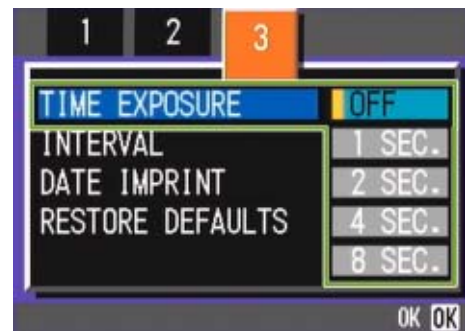 1 2 3
TIME EXPOSURE OFF
INTERVAL 1 SEC.
DATE IMPRINT 2 SEC.
RESTORE DEFAULTS 4 SEC.
8 SEC.
OK OK